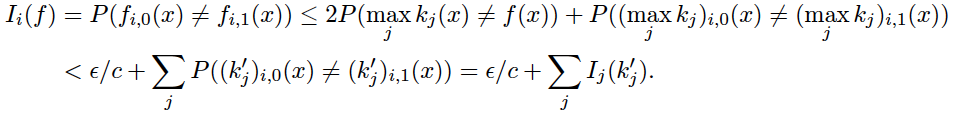 I_i(f) = P(f_{i,0}(x) ≠ f_{i,1}(x)) ≤ 2P(max_j k_j(x) ≠ f(x)) + P((max_j k_j)_{i,0}(x) ≠ (max_j k_j)_{i,1}(x))
< ϵ/c + ∑_j P((k'_j)_{i,0}(x) ≠ (k'_j)_{i,1}(x)) = ϵ/c + ∑_j I_j(k'_j).